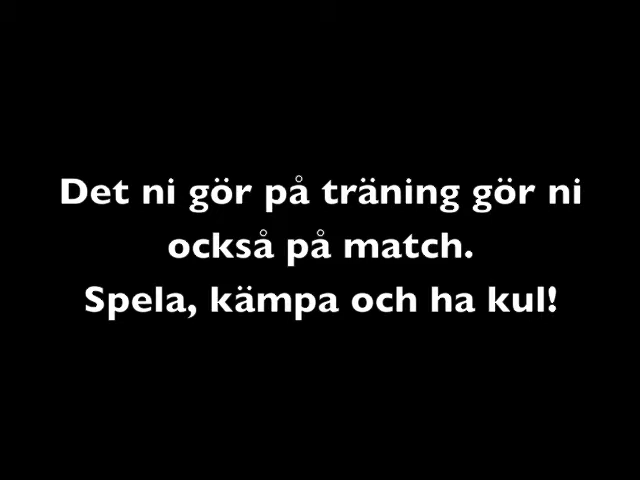 Det ni gör på träning gör ni
också på match.
Spela, kämpa och ha kul!